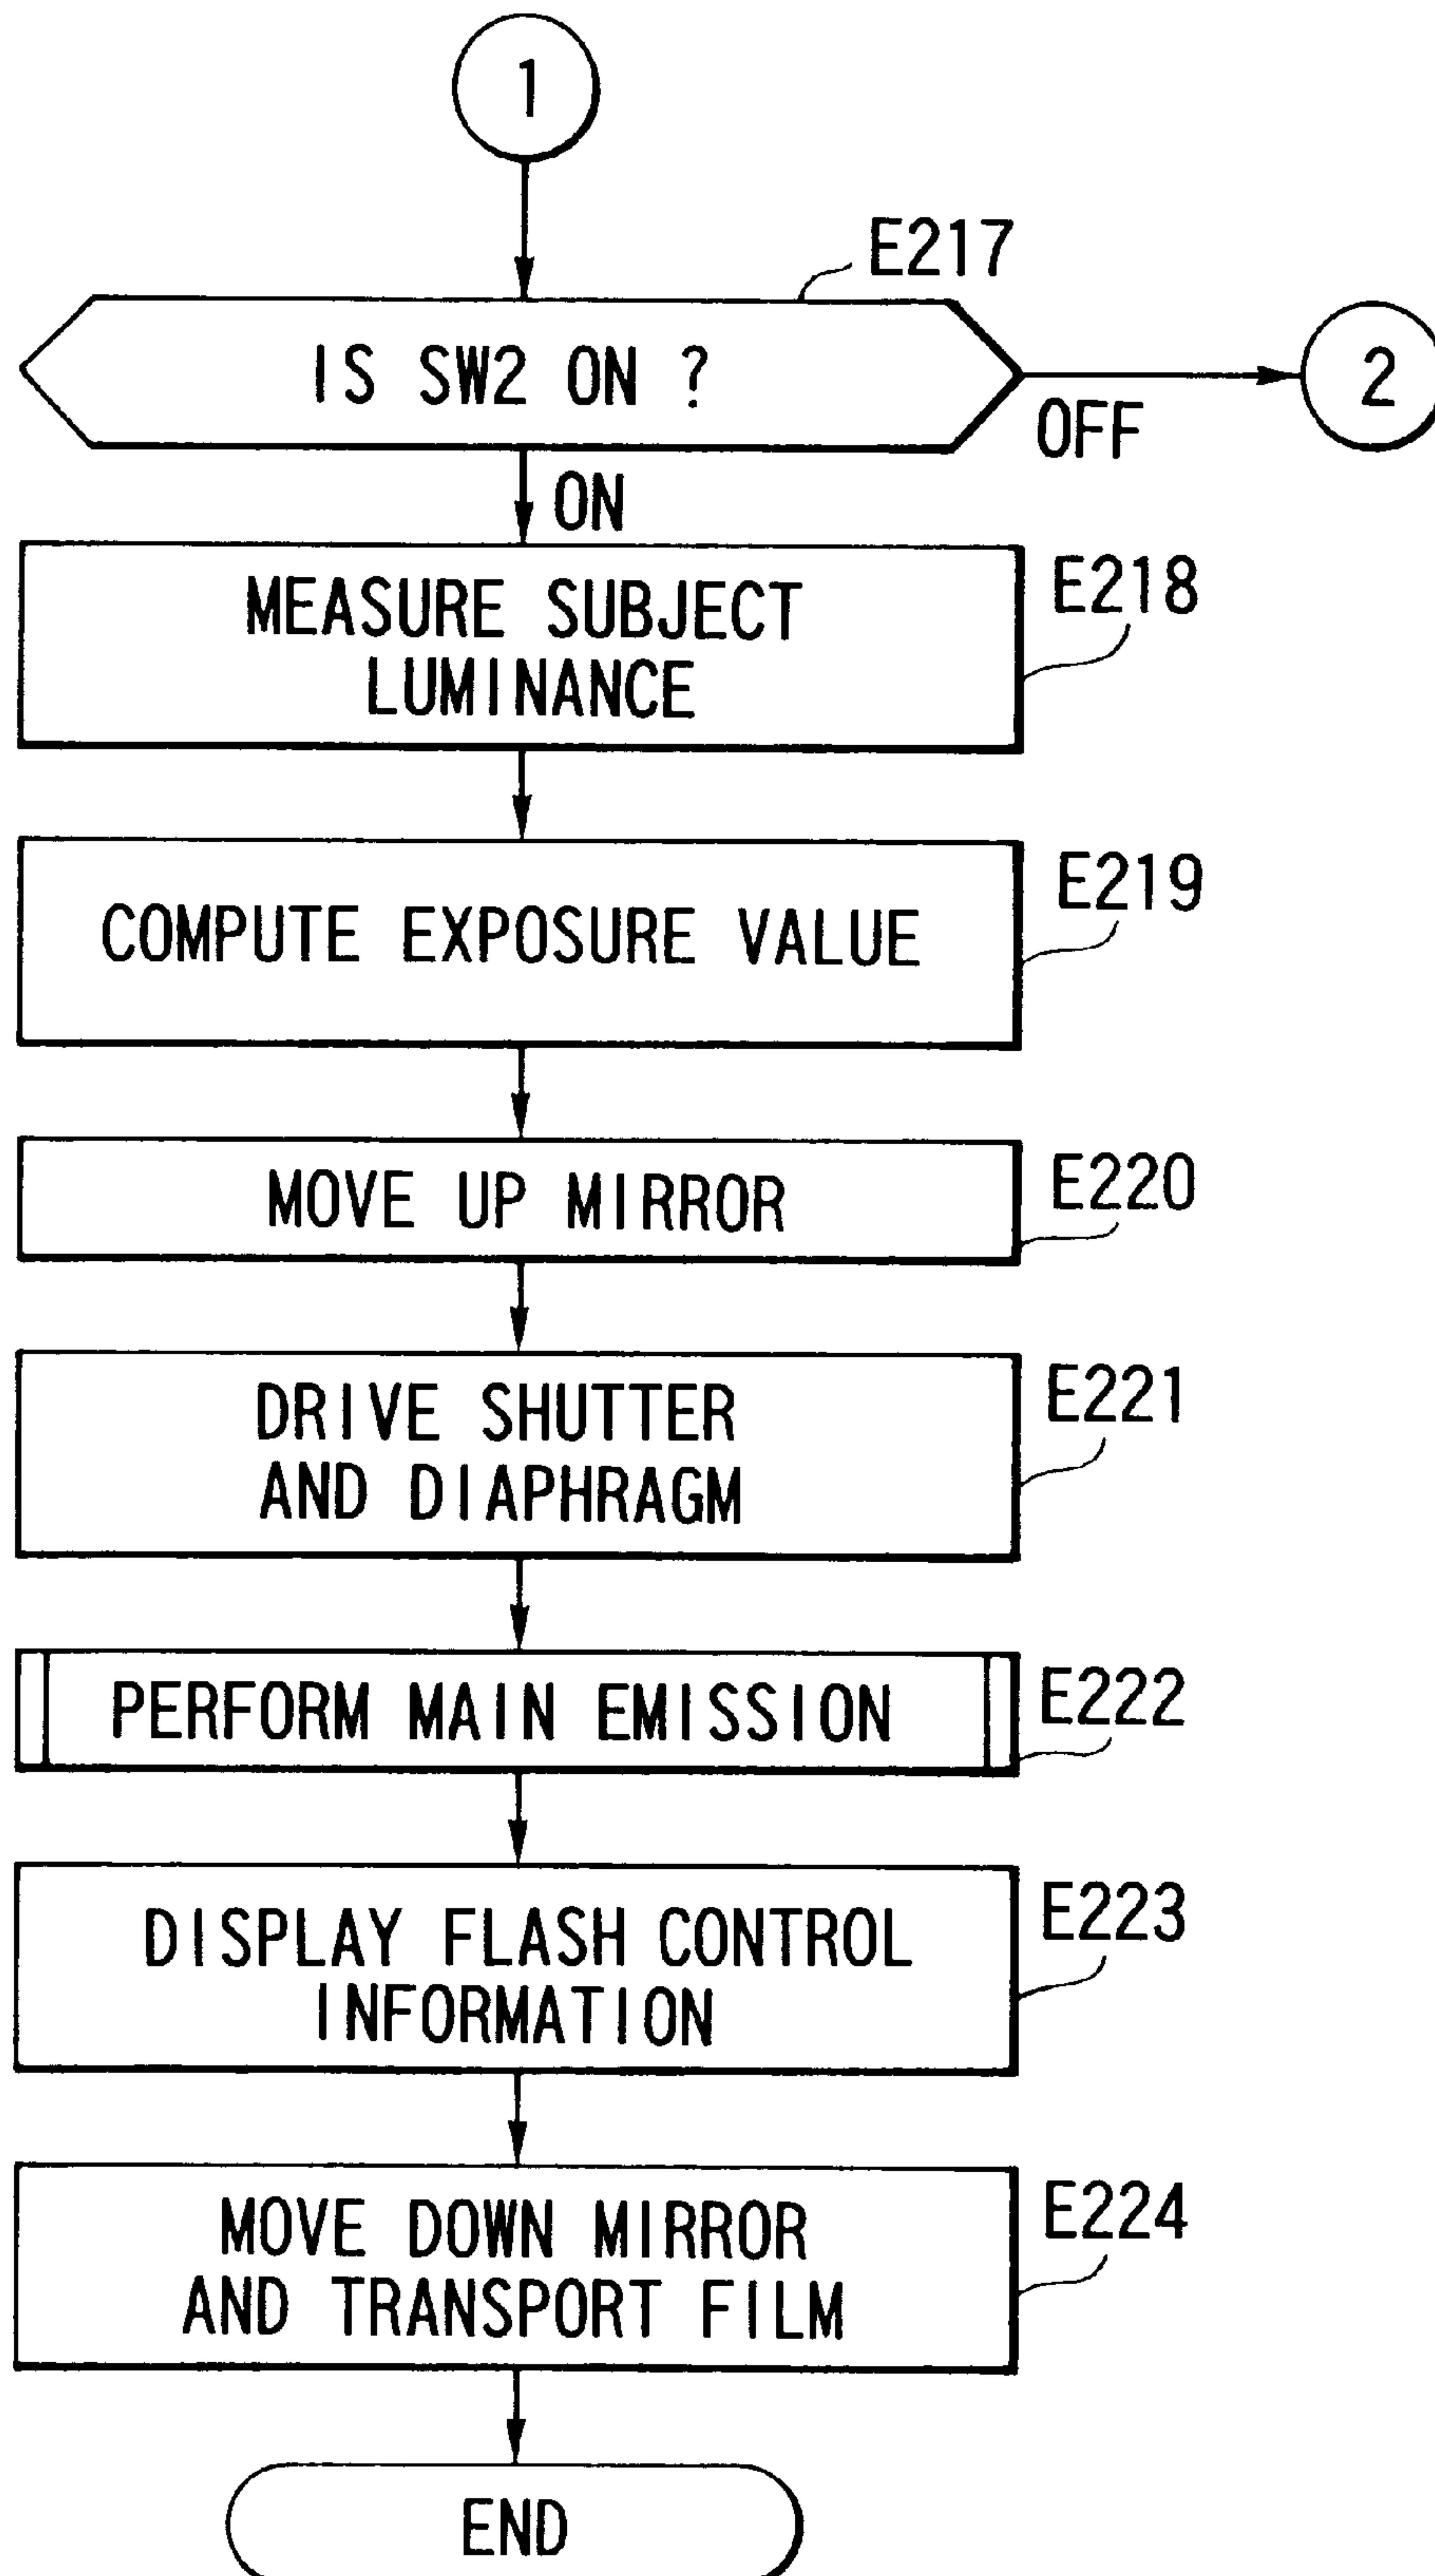 1
E217
IS SW2 ON ?
2
OFF
ON
MEASURE SUBJECT
LUMINANCE
E218
COMPUTE EXPOSURE VALUE
E219
MOVE UP MIRROR
E220
DRIVE SHUTTER
AND DIAPHRAGM
E221
PERFORM MAIN EMISSION
E222
DISPLAY FLASH CONTROL
INFORMATION
E223
MOVE DOWN MIRROR
AND TRANSPORT FILM
E224
END